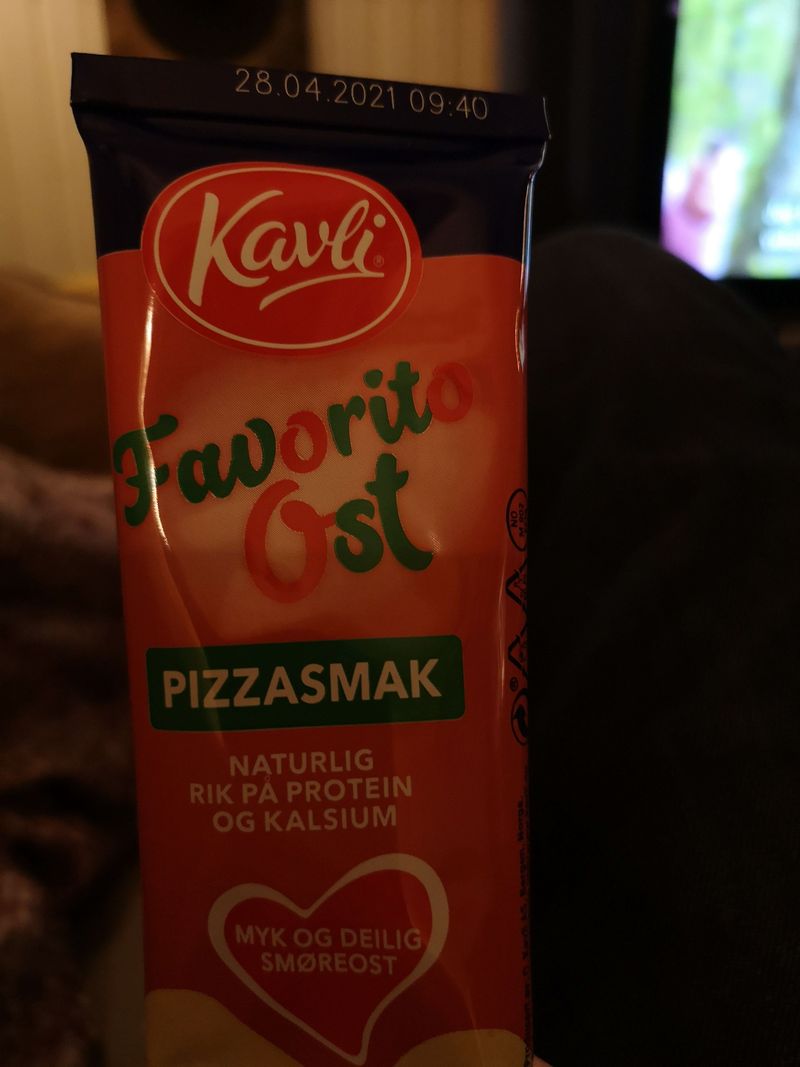 28.04.2021 09:40
Kavli®
Favorito
Ost
PIZZASMAK
NATURLIG
RIK PÅ PROTEIN
OG KALSIUM
MYK OG DEILIG
SMØREOST